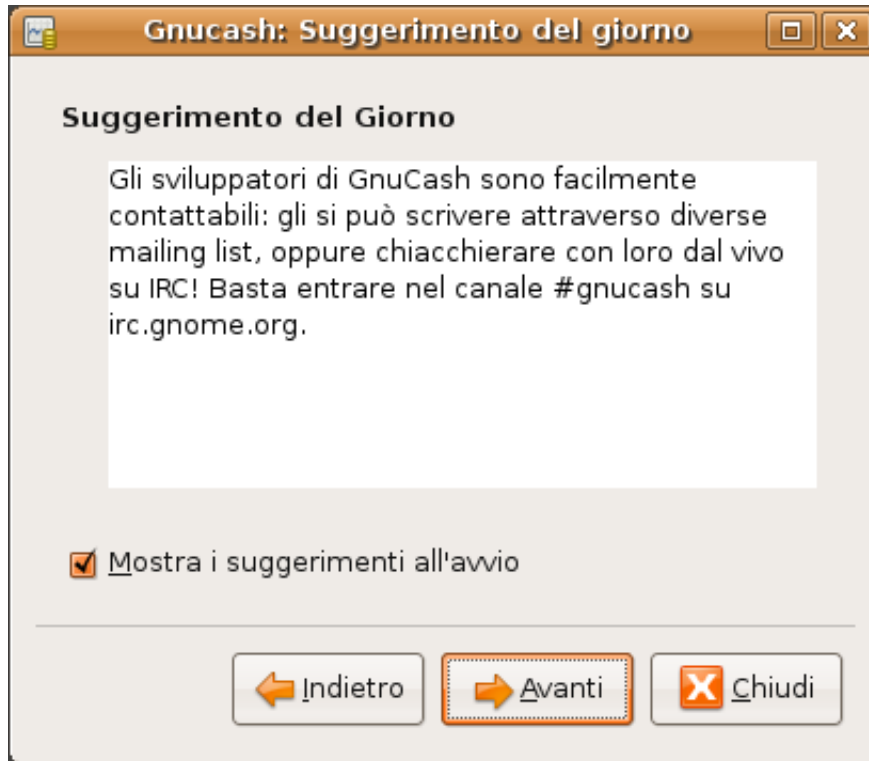 Gnucash: Suggerimento del giorno
Suggerimento del Giorno
Gli sviluppatori di GnuCash sono facilmente
contattabili: gli si può scrivere attraverso diverse
mailing list, oppure chiacchierare con loro dal vivo
su IRC! Basta entrare nel canale #gnucash su
irc.gnome.org.
Mostra i suggerimenti all'avvio
Indietro
Avanti
Chiudi